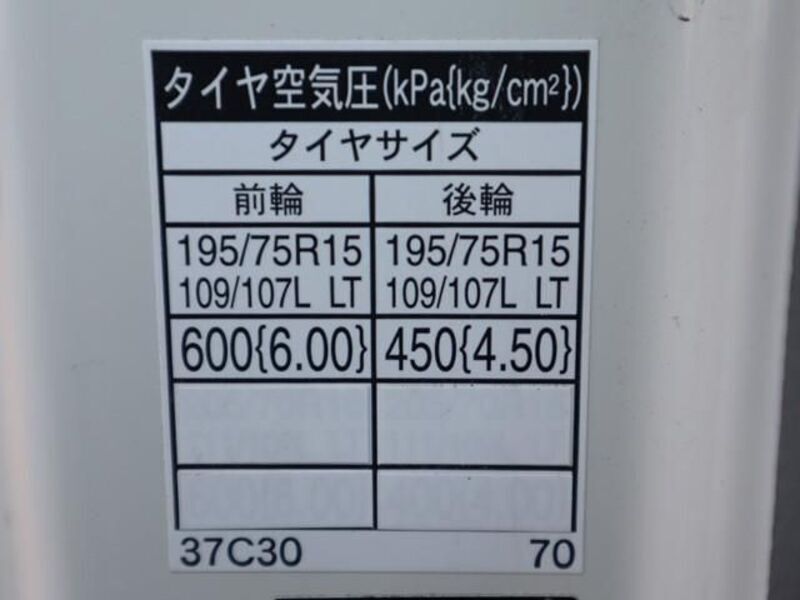 タイヤ空気圧(kPa{kg/cm²})
タイヤサイズ
前輪 後輪
195/75R15 195/75R15
109/107L LT 109/107L LT
600{6.00} 450{4.50}
37C30 70